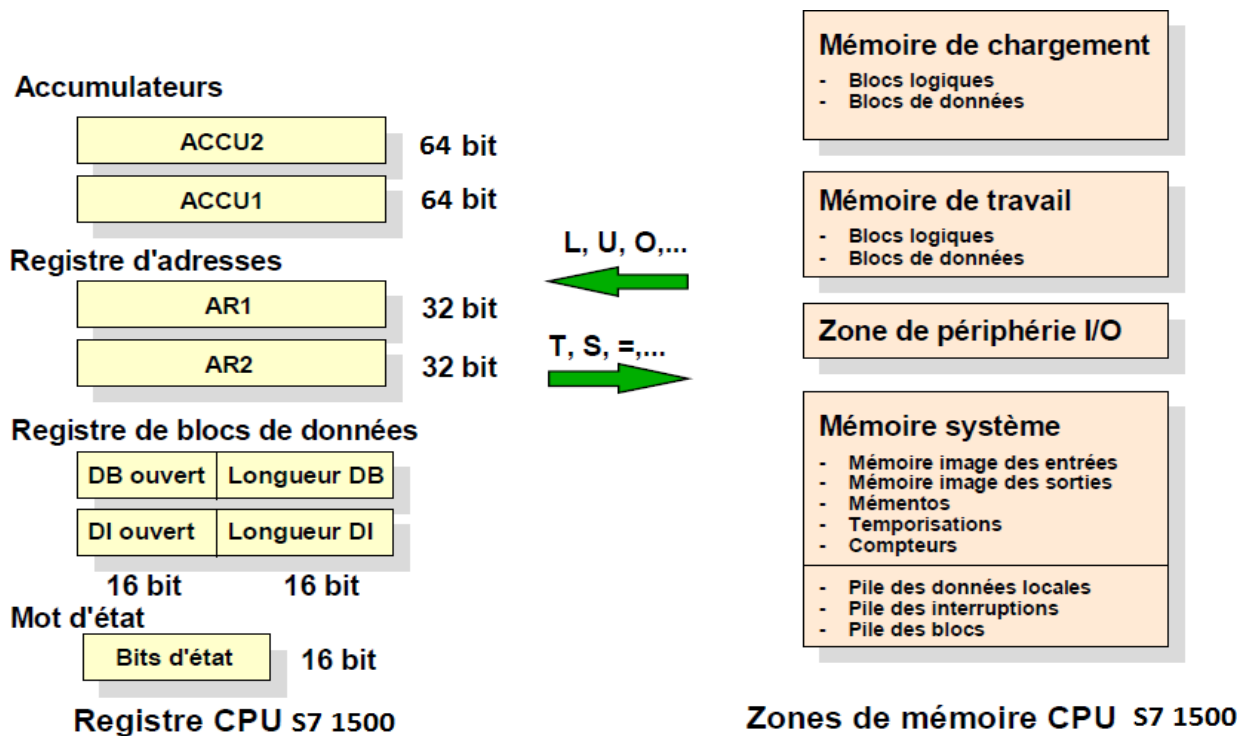 Accumulateurs
ACCU2
64 bit
ACCU1
64 bit
Registre d'adresses
AR1
32 bit
AR2
32 bit
Registre de blocs de données
DB ouvert
Longueur DB
DI ouvert
Longueur DI
16 bit
16 bit
Mot d'état
Bits d'état
16 bit
Registre CPU S7 1500
L, U, O,...
T, S, =,...
Mémoire de chargement
- Blocs logiques
- Blocs de données
Mémoire de travail
- Blocs logiques
- Blocs de données
Zone de périphérie I/O
Mémoire système
- Mémoire image des entrées
- Mémoire image des sorties
- Mémentos
- Temporisations
- Compteurs
- Pile des données locales
- Pile des interruptions
- Pile des blocs
Zones de mémoire CPU S7 1500